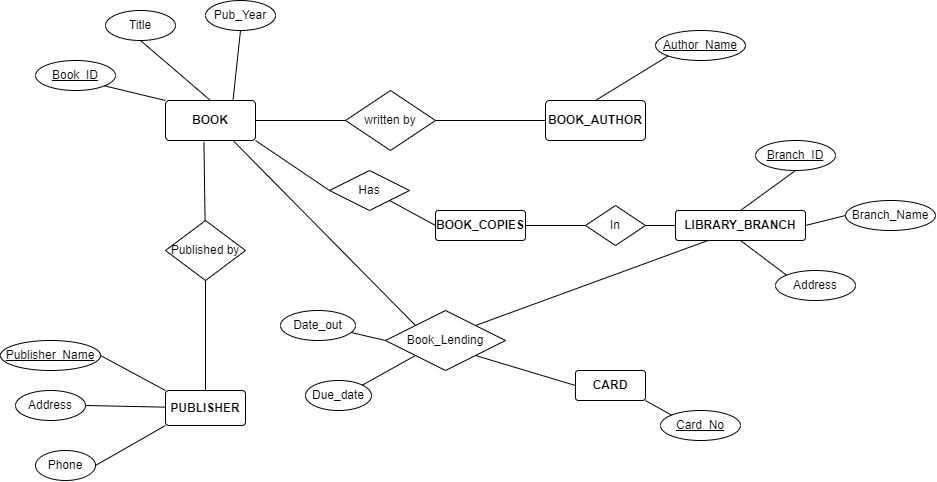 Pub_Year
Title
Author_Name
Book_ID
BOOK
written by
BOOK_AUTHOR
Branch_ID
Has
Branch_Name
BOOK_COPIES
In
LIBRARY_BRANCH
Published by
Address
Date_out
Book_Lending
Publisher_Name
CARD
Due_date
Address
PUBLISHER
Card_No
Phone